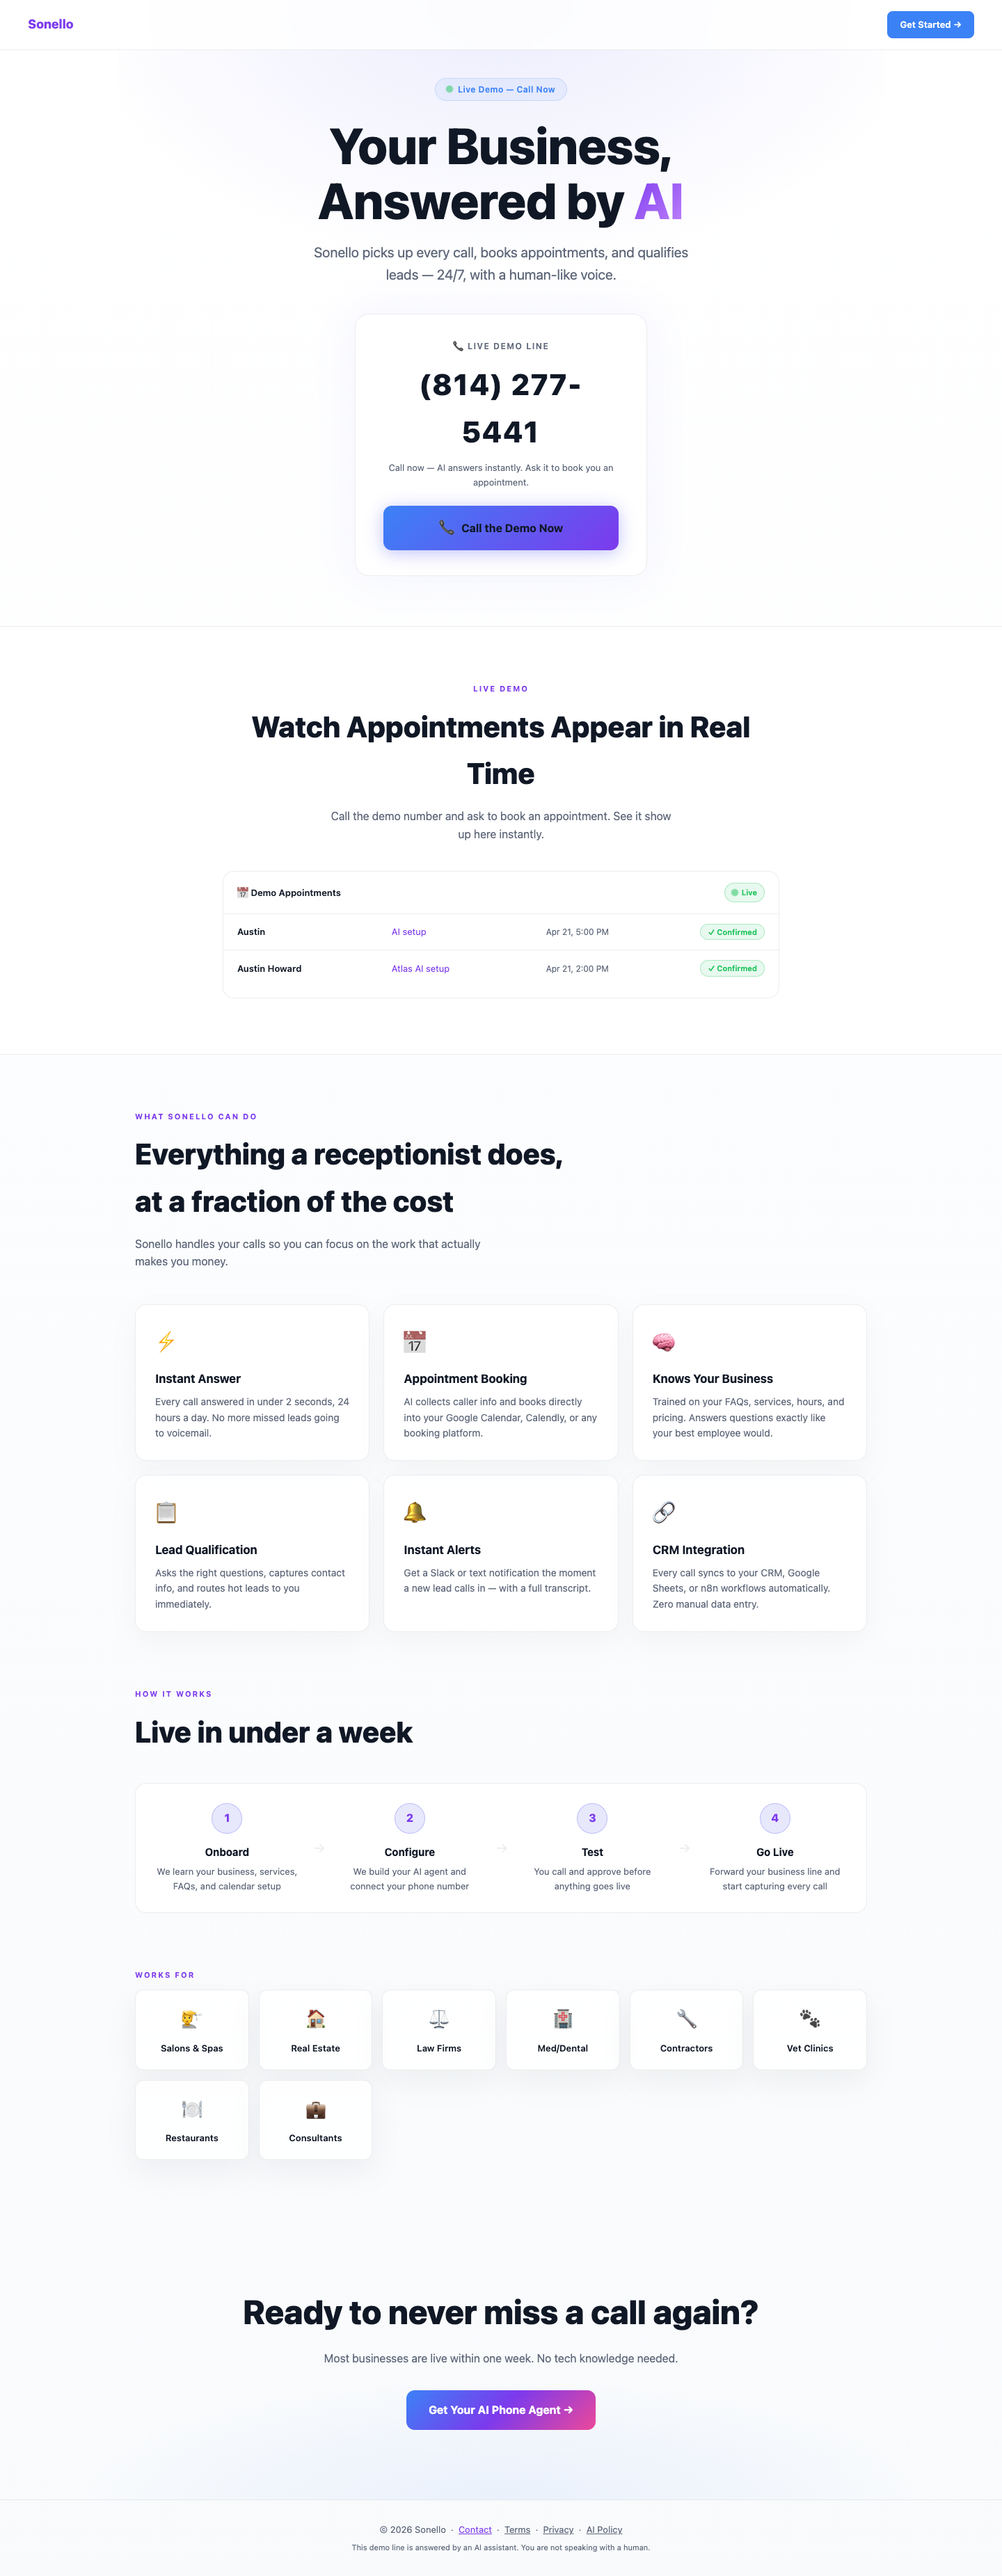 Sonello
Get Started →
Live Demo — Call Now
Your Business,
Answered by AI
Sonello picks up every call, books appointments, and qualifies
leads — 24/7, with a human-like voice.
LIVE DEMO LINE
(814) 277-
5441
Call now — AI answers instantly. Ask it to book you an
appointment.
Call the Demo Now
LIVE DEMO
Watch Appointments Appear in Real
Time
Call the demo number and ask to book an appointment. See it show
up here instantly.
Demo Appointments
Live
Austin
AI setup
Apr 21, 5:00 PM
✓ Confirmed
Austin Howard
Atlas AI setup
Apr 21, 2:00 PM
✓ Confirmed
WHAT SONELLO CAN DO
Everything a receptionist does,
at a fraction of the cost
Sonello handles your calls so you can focus on the work that actually
makes you money.
Instant Answer
Every call answered in under 2 seconds, 24
hours a day. No more missed leads going
to voicemail.
17
Appointment Booking
AI collects caller info and books directly
into your Google Calendar, Calendly, or any
booking platform.
Knows Your Business
Trained on your FAQs, services, hours, and
pricing. Answers questions exactly like
your best employee would.
Lead Qualification
Asks the right questions, captures contact
info, and routes hot leads to you
immediately.
Instant Alerts
Get a Slack or text notification the moment
a new lead calls in — with a full transcript.
CRM Integration
Every call syncs to your CRM, Google
Sheets, or n8n workflows automatically.
Zero manual data entry.
HOW IT WORKS
Live in under a week
1
Onboard
We learn your business, services,
FAQs, and calendar setup
→
2
Configure
We build your AI agent and
connect your phone number
→
3
Test
You call and approve before
anything goes live
→
4
Go Live
Forward your business line and
start capturing every call
WORKS FOR
Salons & Spas
Real Estate
Law Firms
Med/Dental
Contractors
Vet Clinics
Restaurants
Consultants
Ready to never miss a call again?
Most businesses are live within one week. No tech knowledge needed.
Get Your AI Phone Agent →
© 2026 Sonello · Contact · Terms · Privacy · AI Policy
This demo line is answered by an AI assistant. You are not speaking with a human.